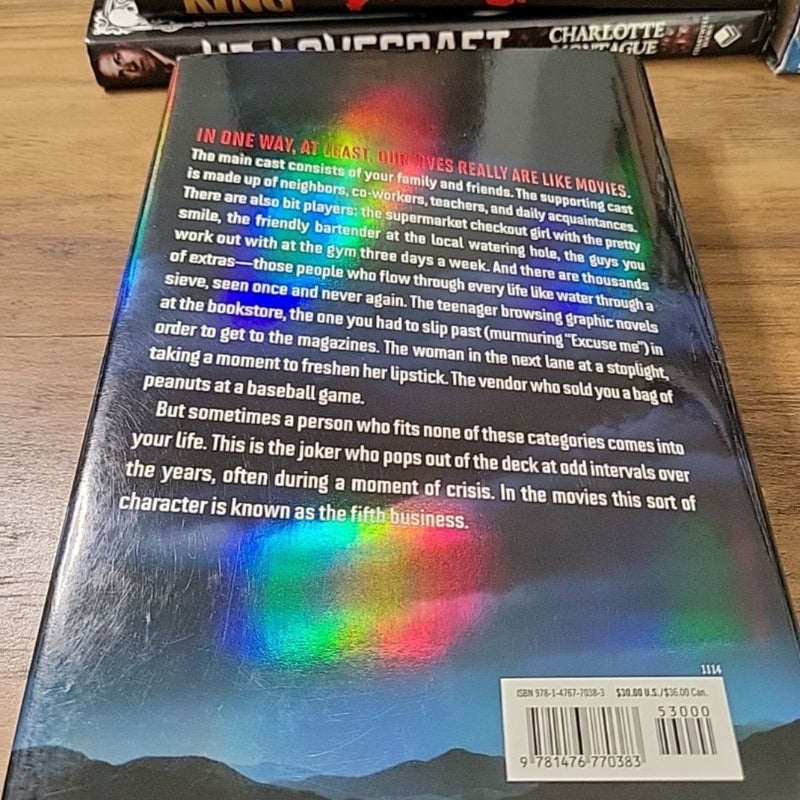 KING
H.P. LOVECRAFT
CHARLOTTE
MONTAGUE
IN ONE WAY, AT LEAST, OUR LIVES REALLY ARE LIKE MOVIES.
The main cast consists of your family and friends. The supporting cast
is made up of neighbors, co-workers, teachers, and daily acquaintances.
There are also bit players: the supermarket checkout girl with the pretty
smile, the friendly bartender at the local watering hole, the guys you
work out with at the gym three days a week. And there are thousands
of extras—those people who flow through every life like water through a
sieve, seen once and never again. The teenager browsing graphic novels
at the bookstore, the one you had to slip past (murmuring "Excuse me") in
order to get to the magazines. The woman in the next lane at a stoplight,
taking a moment to freshen her lipstick. The vendor who sold you a bag of
peanuts at a baseball game.
But sometimes a person who fits none of these categories comes into
your life. This is the joker who pops out of the deck at odd intervals over
the years, often during a moment of crisis. In the movies this sort of
character is known as the fifth business.
1114
ISBN 978-1-4767-7038-3 $30.00 U.S./$36.00 Can.
53000
9 781476 770383